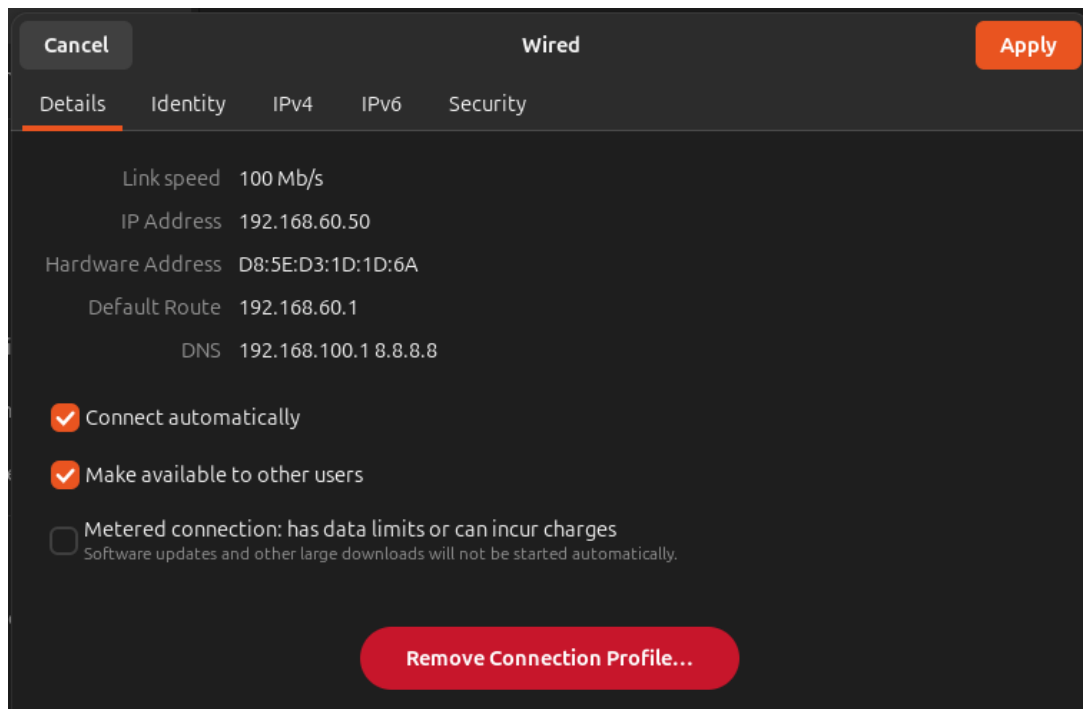 Cancel Wired Apply
Details Identity IPv4 IPv6 Security
Link speed 100 Mb/s
IP Address 192.168.60.50
Hardware Address D8:5E:D3:1D:1D:6A
Default Route 192.168.60.1
DNS 192.168.100.1 8.8.8.8
Connect automatically
Make available to other users
Metered connection: has data limits or can incur charges
Software updates and other large downloads will not be started automatically.
Remove Connection Profile...